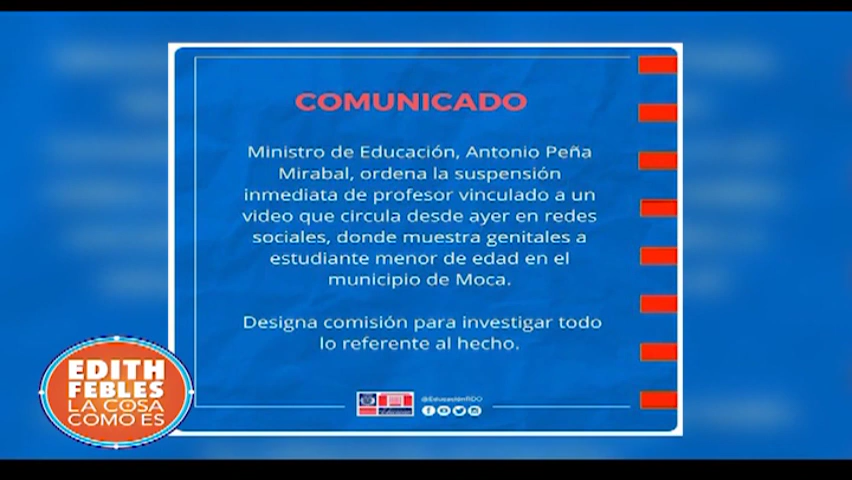 COMUNICADO
Ministro de Educación, Antonio Peña
Mirabal, ordena la suspensión
inmediata de profesor vinculado a un
video que circula desde ayer en redes
sociales, donde muestra genitales a
estudiante menor de edad en el
municipio de Moca.
Designa comisión para investigar todo
lo referente al hecho.
@EducaciónRDO
EDITH
FEBLES
LA COSA
COMO ES